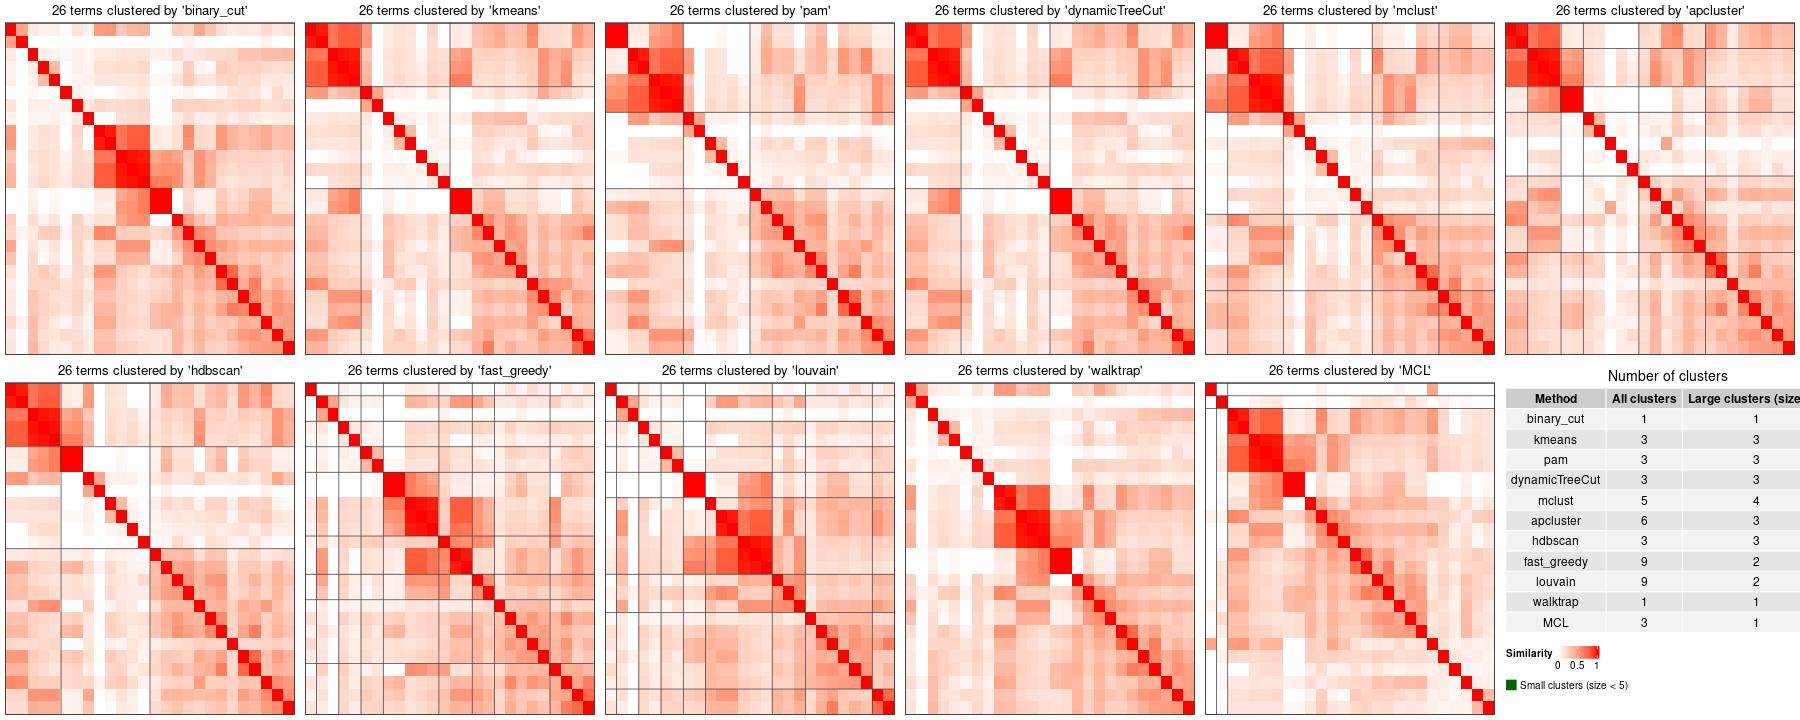 26 terms clustered by 'binary_cut'
26 terms clustered by 'kmeans'
26 terms clustered by 'pam'
26 terms clustered by 'dynamicTreeCut'
26 terms clustered by 'mclust'
26 terms clustered by 'apcluster'
26 terms clustered by 'hdbscan'
26 terms clustered by 'fast_greedy'
26 terms clustered by 'louvain'
26 terms clustered by 'walktrap'
26 terms clustered by 'MCL'
Number of clusters
Method All clusters Large clusters (size
binary_cut 1 1
kmeans 3 3
pam 3 3
dynamicTreeCut 3 3
mclust 5 4
apcluster 6 3
hdbscan 3 3
fast_greedy 9 2
louvain 9 2
walktrap 1 1
MCL 3 1
Similarity
0 0.5 1
Small clusters (size < 5)